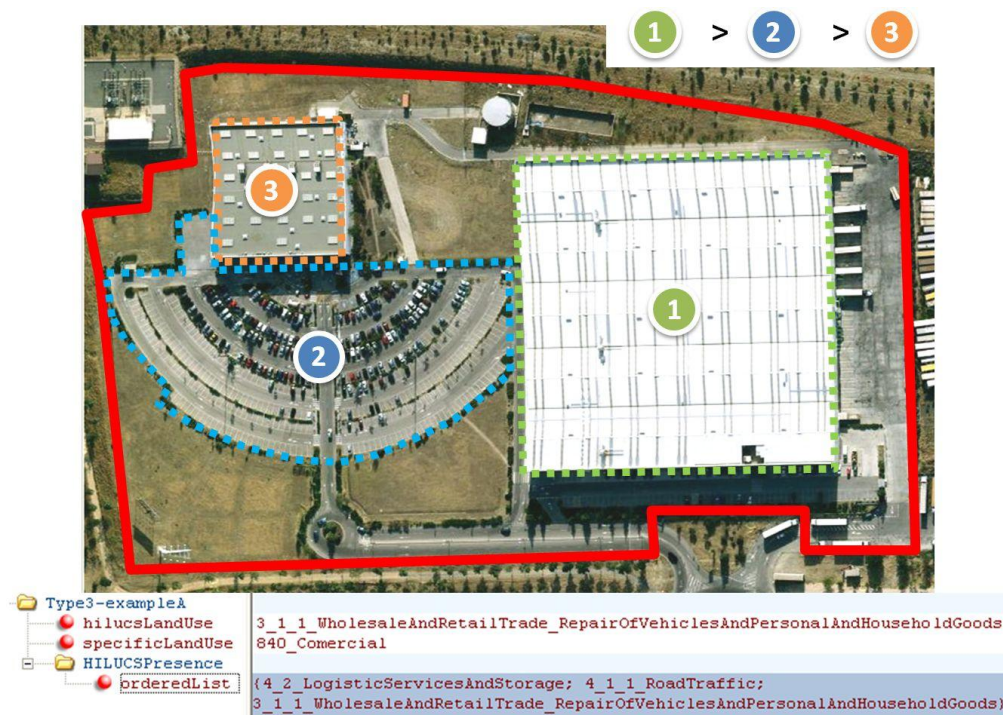 1 > 2 > 3
3
1
2
Type3-exampleA
hilucsLandUse 3_1_1_WholesaleAndRetailTrade_RepairOfVehiclesAndPersonalAndHouseholdGoods
specificLandUse 840_Comercial
HILUCSPresence
orderedList {4_2_LogisticServicesAndStorage; 4_1_1_RoadTraffic;
3_1_1_WholesaleAndRetailTrade_RepairOfVehiclesAndPersonalAndHouseholdGoods}